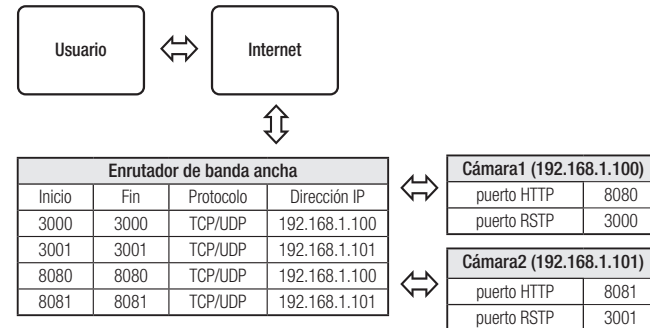 Usuario
Internet
Enrutador de banda ancha
Inicio Fin Protocolo Dirección IP
3000 3000 TCP/UDP 192.168.1.100
3001 3001 TCP/UDP 192.168.1.101
8080 8080 TCP/UDP 192.168.1.100
8081 8081 TCP/UDP 192.168.1.101
Cámara1 (192.168.1.100)
puerto HTTP 8080
puerto RSTP 3000
Cámara2 (192.168.1.101)
puerto HTTP 8081
puerto RSTP 3001